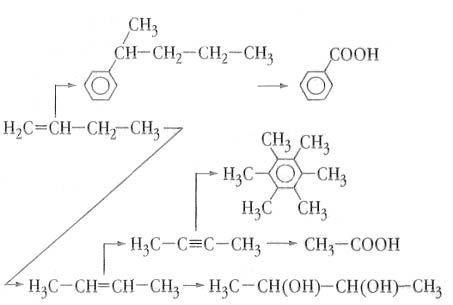 CH₃
CH–CH₂–CH₂–CH₃
COOH
H₂C=CH–CH₂–CH₃
CH₃ CH₃
H₃C CH₃
H₃C CH₃
H₃C–C≡C–CH₃ CH₃–COOH
H₃C–CH=CH–CH₃ H₃C–CH(OH)–CH(OH)–CH₃